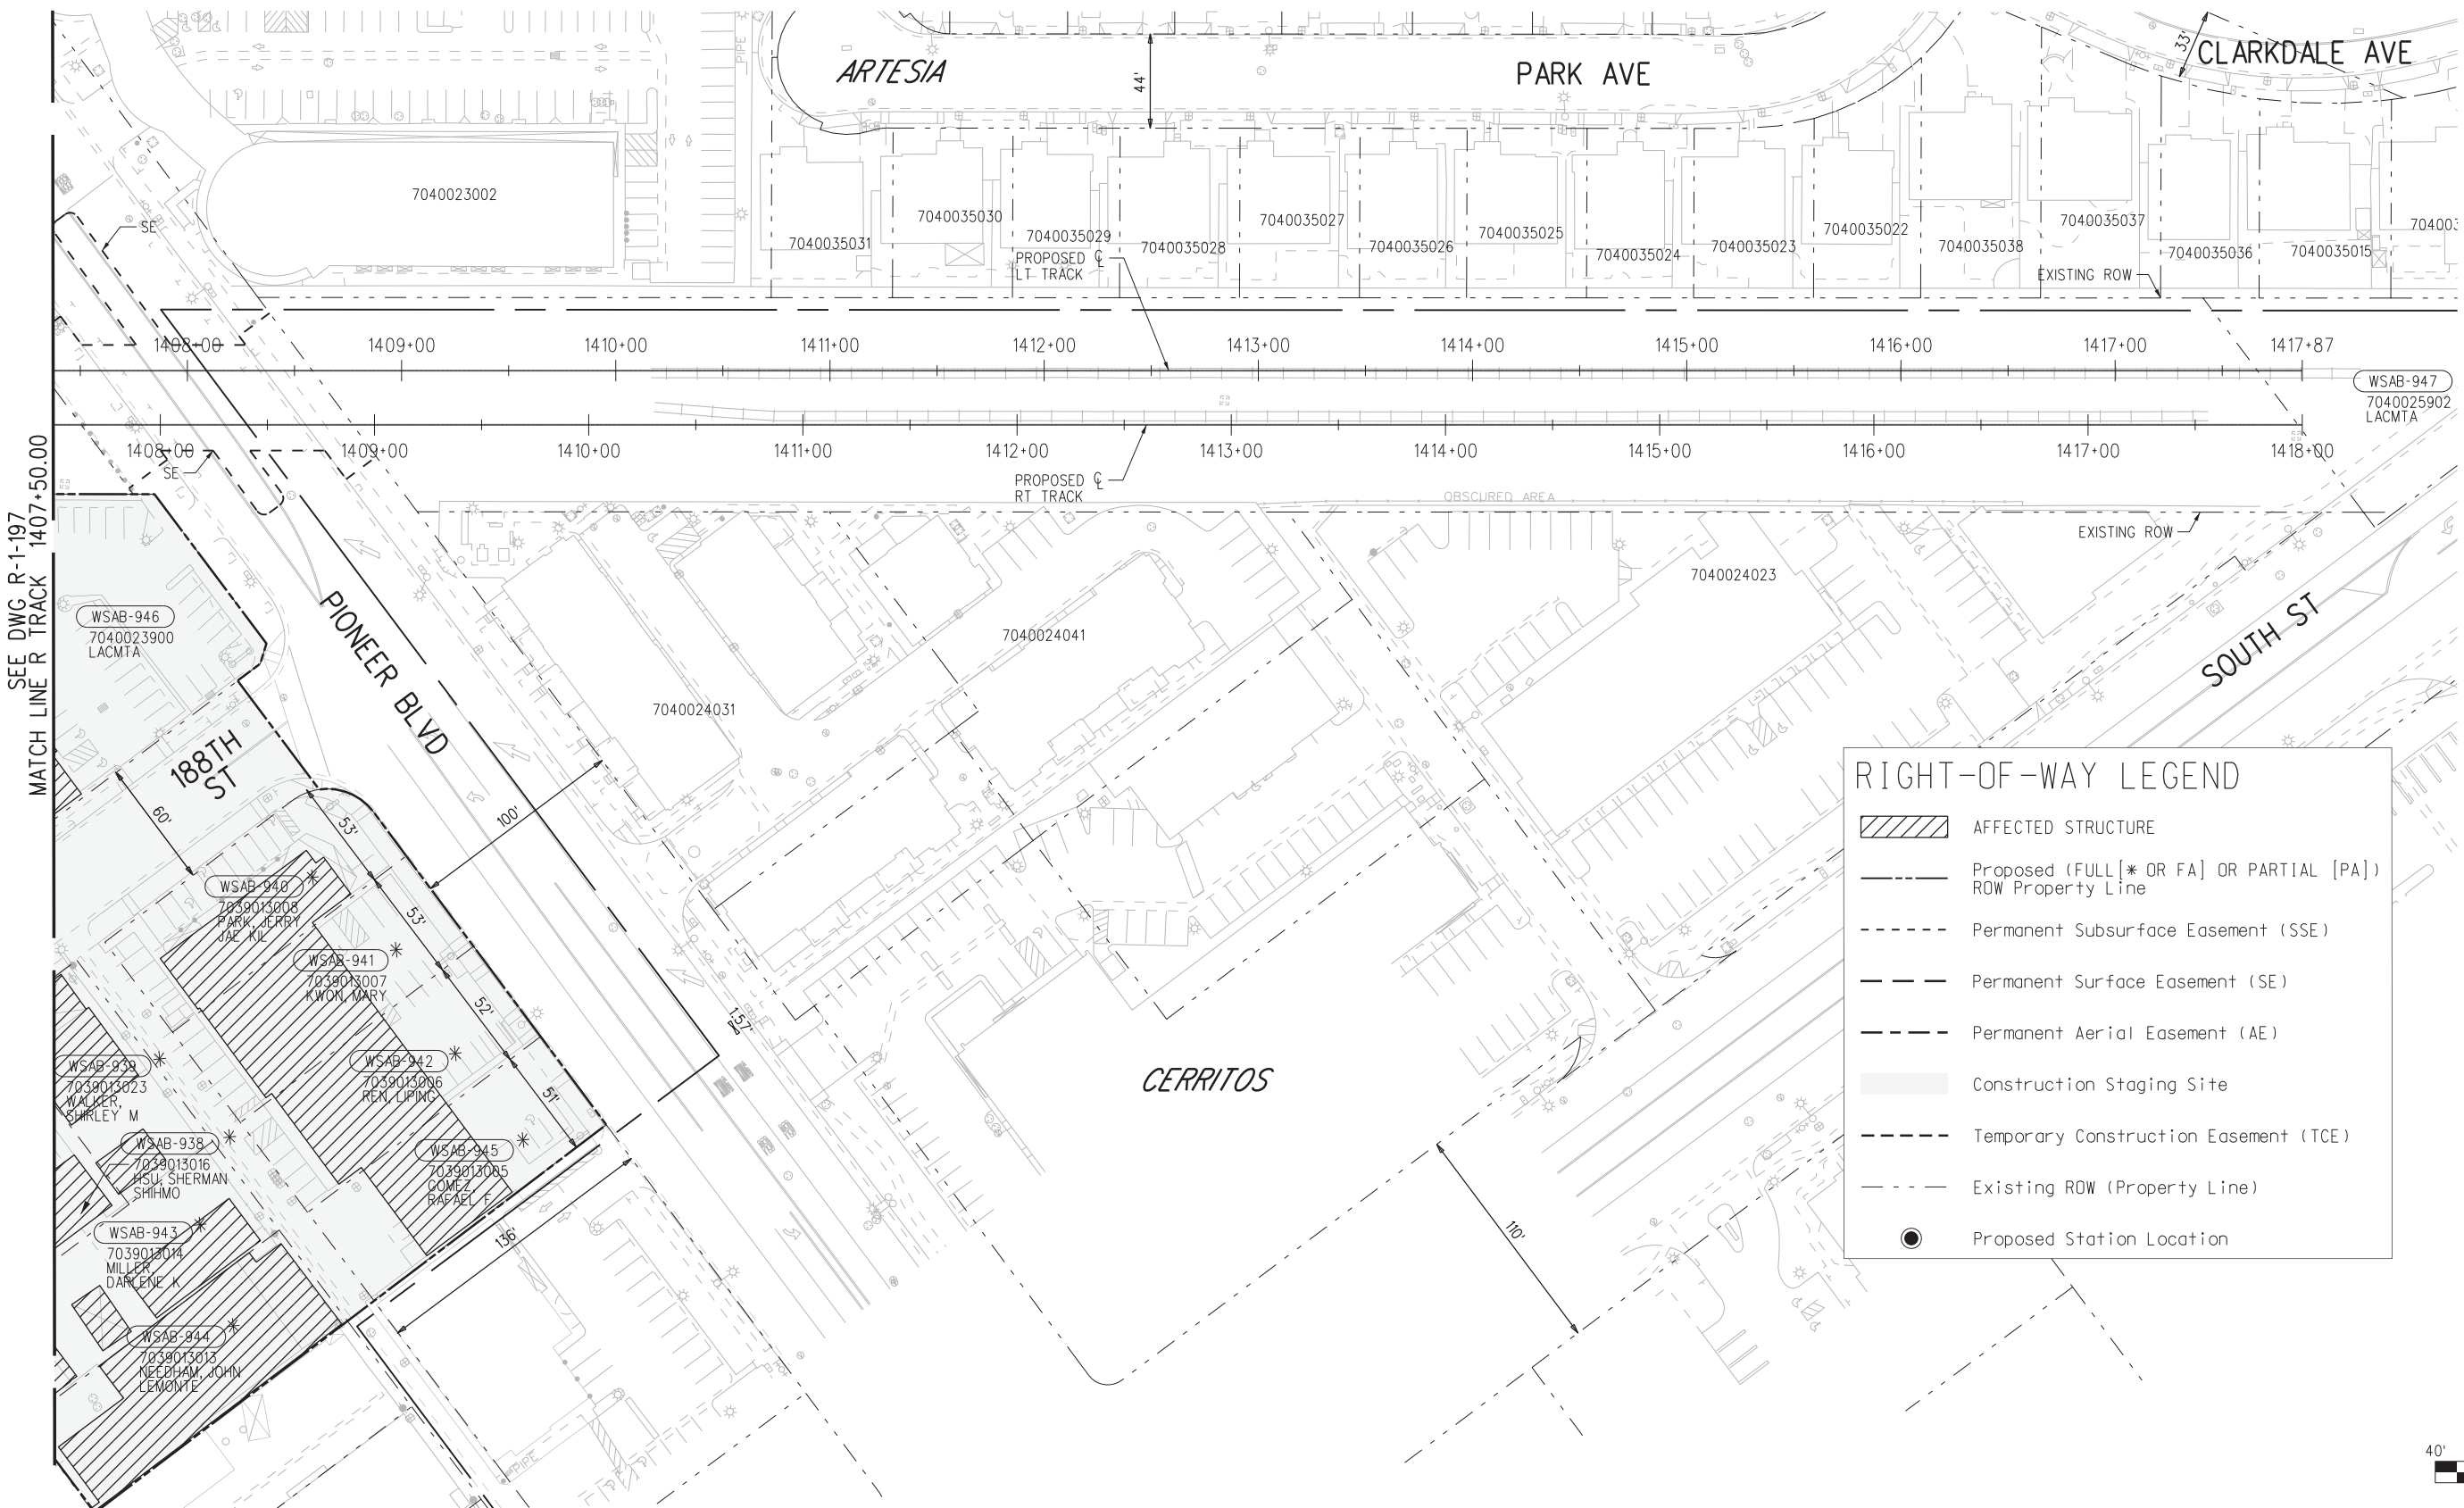 ARTESIA
PARK AVE
CLARKDALE AVE
33'
44'
PIPE
7040023002
7040035031
7040035030
7040035029
7040035028
7040035027
7040035026
7040035025
7040035024
7040035023
7040035022
7040035038
7040035037
7040035036
7040035015
SE
PROPOSED ℄
LT TRACK
EXISTING ROW
1408+00
1409+00
1410+00
1411+00
1412+00
1413+00
1414+00
1415+00
1416+00
1417+00
1417+87
WSAB-947
7040025902
LACMTA
1408+00
1409+00
1410+00
1411+00
1412+00
1413+00
1414+00
1415+00
1416+00
1417+00
1418+00
SE
PROPOSED ℄
RT TRACK
OBSCURED AREA
EXISTING ROW
SEE DWG R-1-197
MATCH LINE R TRACK 1407+50.00
WSAB-946
7040023900
LACMTA
PIONEER BLVD
188TH
ST
60'
53'
53'
52'
51'
100'
136'
1.57'
110'
7040024031
7040024041
7040024023
SOUTH ST
CERRITOS
WSAB-940
7039013008
PARK, JERRY
JAE KIL
WSAB-941
7039013007
KWON, MARY
WSAB-942
7039013006
REN, LIPING
WSAB-945
7039013005
GOMEZ,
RAFAEL F
WSAB-939
7039013023
WALKER,
SHIRLEY M
WSAB-938
7039013016
HSU, SHERMAN
SHIHMO
WSAB-943
7039013014
MILLER,
DARLENE K
WSAB-944
7039013013
NEEDHAM, JOHN
LEMONTE
PIPE
RIGHT-OF-WAY LEGEND
AFFECTED STRUCTURE
Proposed (FULL[* OR FA] OR PARTIAL [PA])
ROW Property Line
Permanent Subsurface Easement (SSE)
Permanent Surface Easement (SE)
Permanent Aerial Easement (AE)
Construction Staging Site
Temporary Construction Easement (TCE)
Existing ROW (Property Line)
Proposed Station Location
40'